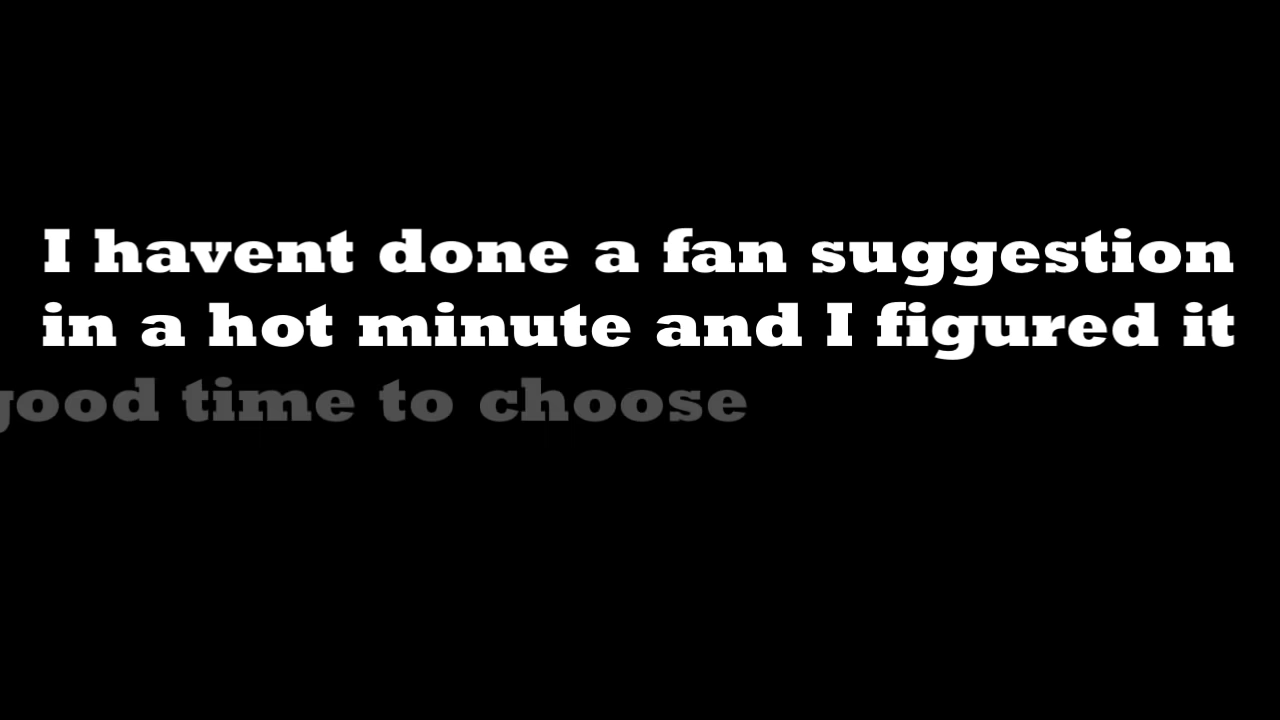 I havent done a fan suggestion
in a hot minute and I figured it
good time to choose